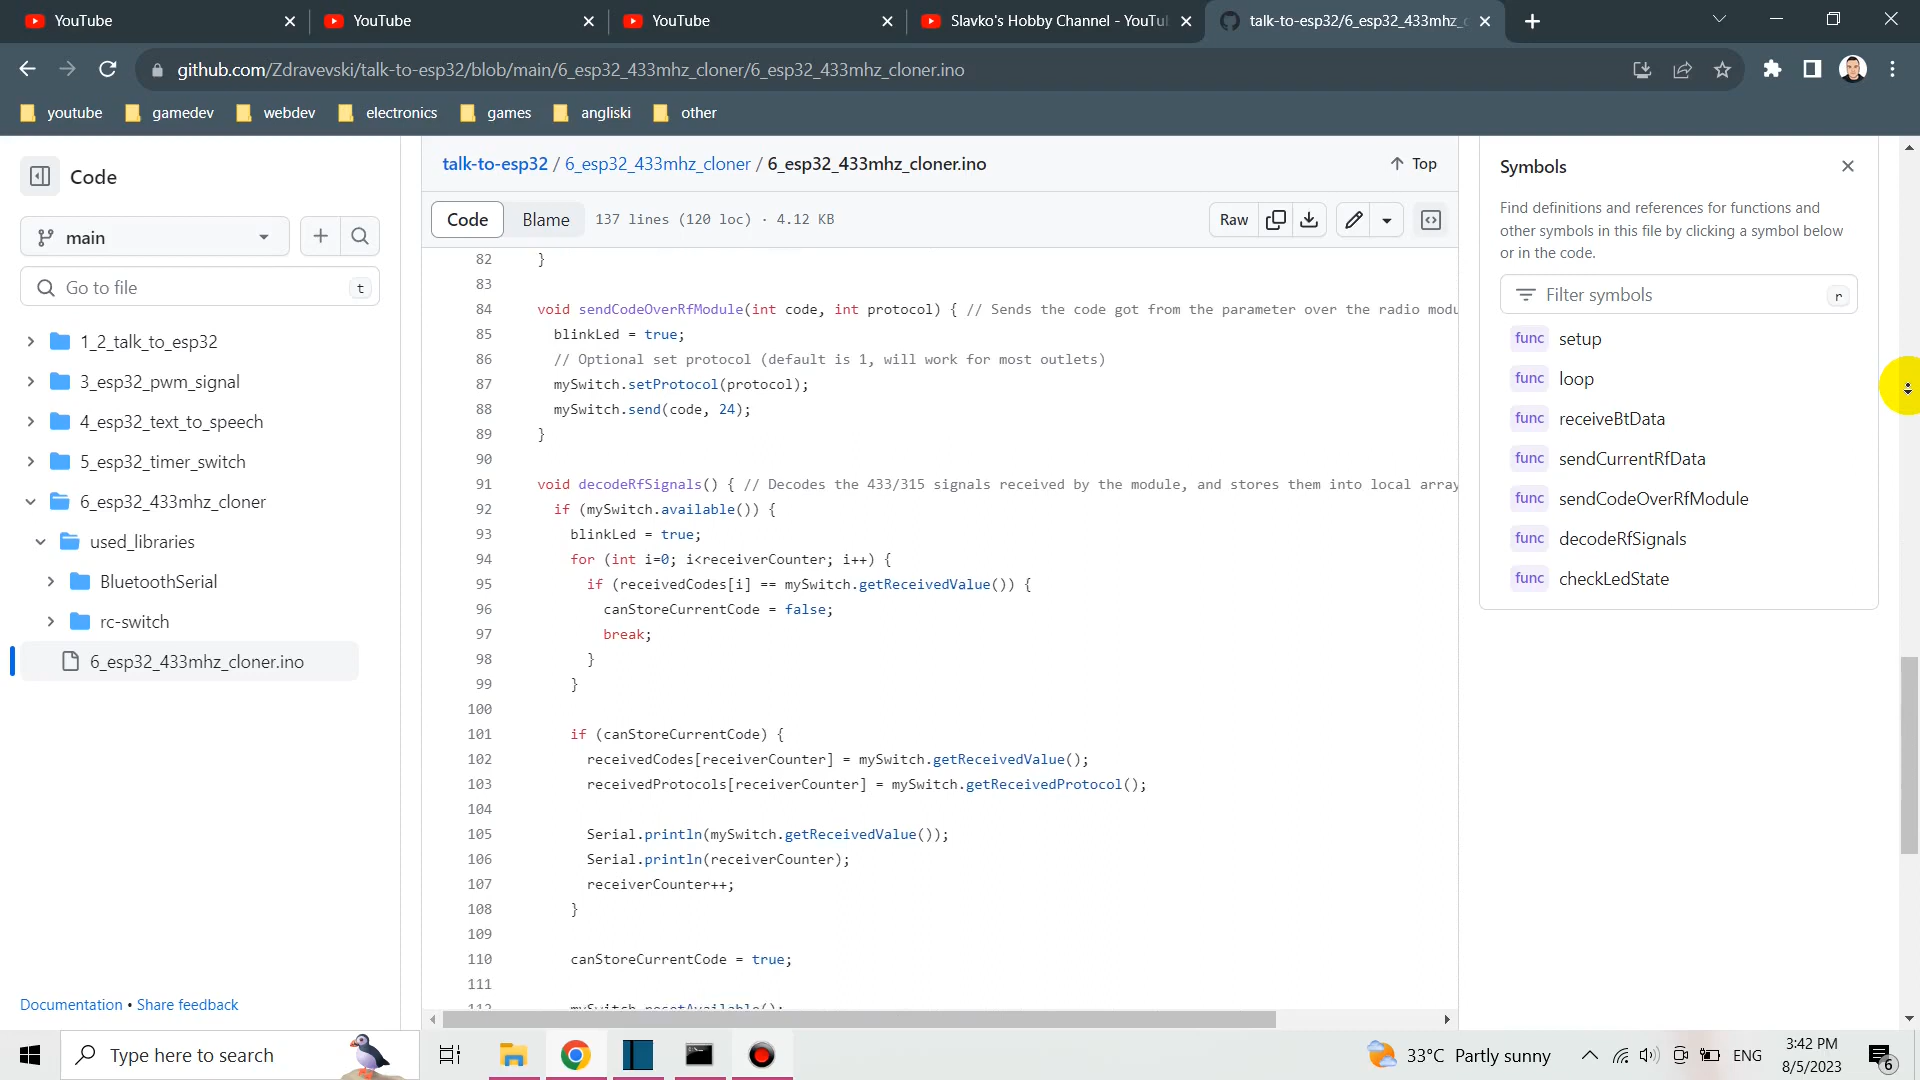 YouTube
YouTube
YouTube
Slavko's Hobby Channel - YouTu
talk-to-esp32/6_esp32_433mhz_c
github.com/Zdravevski/talk-to-esp32/blob/main/6_esp32_433mhz_cloner/6_esp32_433mhz_cloner.ino
youtube
gamedev
webdev
electronics
games
angliski
other
Code
main
Go to file
t
1_2_talk_to_esp32
3_esp32_pwm_signal
4_esp32_text_to_speech
5_esp32_timer_switch
6_esp32_433mhz_cloner
used_libraries
BluetoothSerial
rc-switch
6_esp32_433mhz_cloner.ino
Documentation • Share feedback
talk-to-esp32 / 6_esp32_433mhz_cloner / 6_esp32_433mhz_cloner.ino
Top
Code
Blame
137 lines (120 loc) · 4.12 KB
Raw
82 }
83
84 void sendCodeOverRfModule(int code, int protocol) { // Sends the code got from the parameter over the radio modu
85 blinkLed = true;
86 // Optional set protocol (default is 1, will work for most outlets)
87 mySwitch.setProtocol(protocol);
88 mySwitch.send(code, 24);
89 }
90
91 void decodeRfSignals() { // Decodes the 433/315 signals received by the module, and stores them into local array
92 if (mySwitch.available()) {
93 blinkLed = true;
94 for (int i=0; i<receiverCounter; i++) {
95 if (receivedCodes[i] == mySwitch.getReceivedValue()) {
96 canStoreCurrentCode = false;
97 break;
98 }
99 }
100
101 if (canStoreCurrentCode) {
102 receivedCodes[receiverCounter] = mySwitch.getReceivedValue();
103 receivedProtocols[receiverCounter] = mySwitch.getReceivedProtocol();
104
105 Serial.println(mySwitch.getReceivedValue());
106 Serial.println(receiverCounter);
107 receiverCounter++;
108 }
109
110 canStoreCurrentCode = true;
111
112 mySwitch.resetAvailable();
Symbols
Find definitions and references for functions and
other symbols in this file by clicking a symbol below
or in the code.
Filter symbols
r
func setup
func loop
func receiveBtData
func sendCurrentRfData
func sendCodeOverRfModule
func decodeRfSignals
func checkLedState
Type here to search
33°C Partly sunny
ENG
3:42 PM
8/5/2023
6